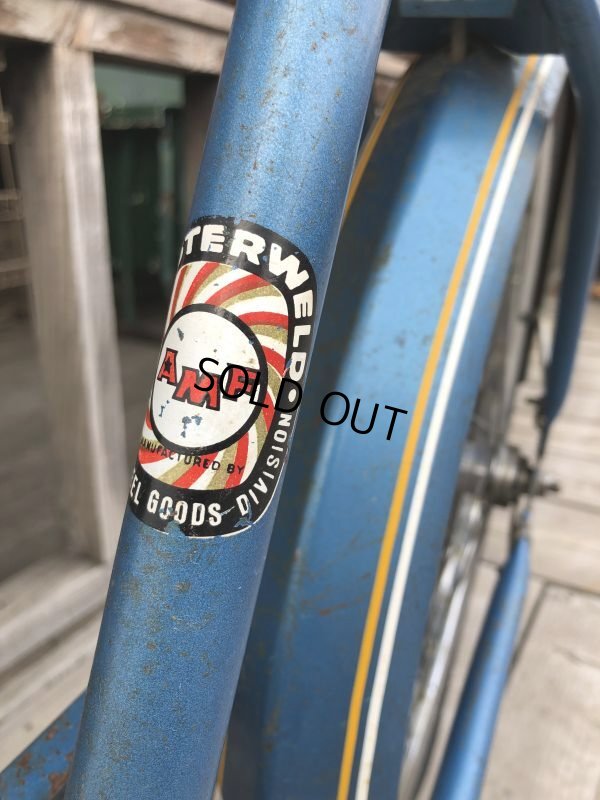 TERWELD • DIVISION
AMF
MANUFACTURED BY
EL GOODS
SOLD OUT